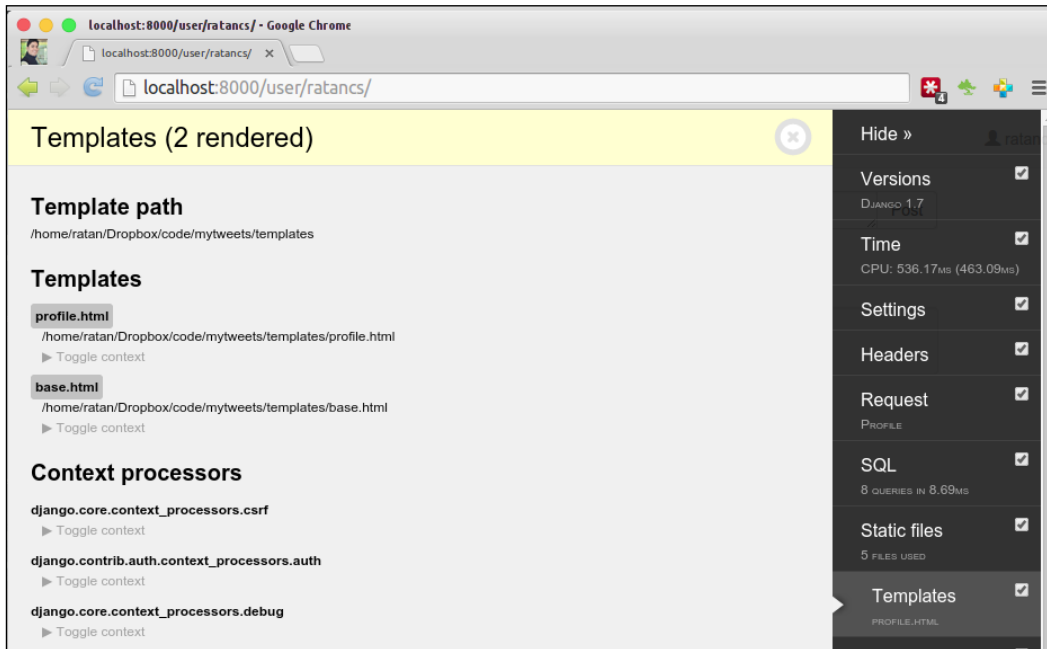 localhost:8000/user/ratancs/ - Google Chrome
localhost:8000/user/ratancs/ ×
localhost:8000/user/ratancs/
4
Templates (2 rendered)
Template path
/home/ratan/Dropbox/code/mytweets/templates
Templates
profile.html
/home/ratan/Dropbox/code/mytweets/templates/profile.html
▶ Toggle context
base.html
/home/ratan/Dropbox/code/mytweets/templates/base.html
▶ Toggle context
Context processors
django.core.context_processors.csrf
▶ Toggle context
django.contrib.auth.context_processors.auth
▶ Toggle context
django.core.context_processors.debug
▶ Toggle context
Hide »
ratanc
Versions
Django 1.7
Post
Time
CPU: 536.17ms (463.09ms)
Settings
Headers
Request
Profile
SQL
8 queries in 8.69ms
Static files
5 files used
Templates
profile.html